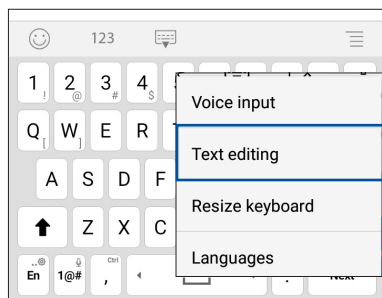 123
1 ! 2 @ 3 # 4 $
Voice input
Q [ W ] E R
Text editing
A S D F
Resize keyboard
Z X C
Languages
En 1@# Ctrl , .
Next